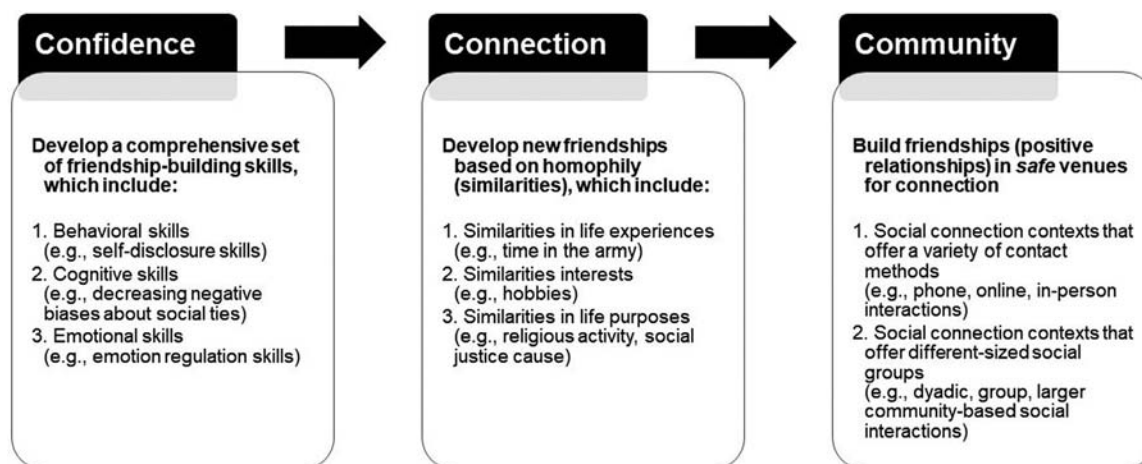 Confidence
Develop a comprehensive set
of friendship-building skills,
which include:
1. Behavioral skills
(e.g., self-disclosure skills)
2. Cognitive skills
(e.g., decreasing negative
biases about social ties)
3. Emotional skills
(e.g., emotion regulation skills)
Connection
Develop new friendships
based on homophily
(similarities), which include:
1. Similarities in life experiences
(e.g., time in the army)
2. Similarities interests
(e.g., hobbies)
3. Similarities in life purposes
(e.g., religious activity, social
justice cause)
Community
Build friendships (positive
relationships) in safe venues
for connection
1. Social connection contexts that
offer a variety of contact
methods
(e.g., phone, online, in-person
interactions)
2. Social connection contexts that
offer different-sized social
groups
(e.g., dyadic, group, larger
community-based social
interactions)